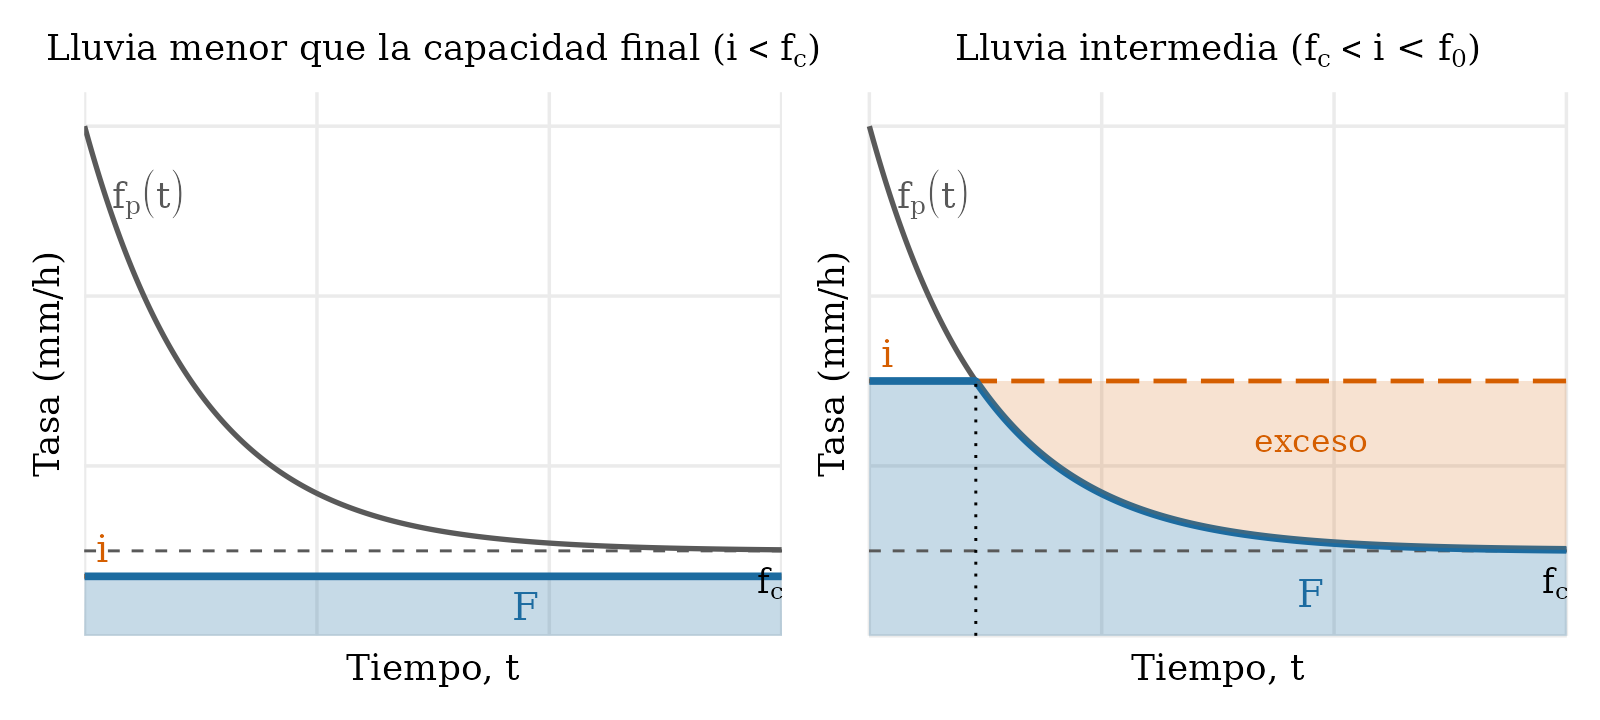 Lluvia menor que la capacidad final (i < f_c)
f_p(t)
Tasa (mm/h)
i
f_c
F
Tiempo, t
Lluvia intermedia (f_c < i < f_0)
f_p(t)
i
Tasa (mm/h)
exceso
f_c
F
Tiempo, t